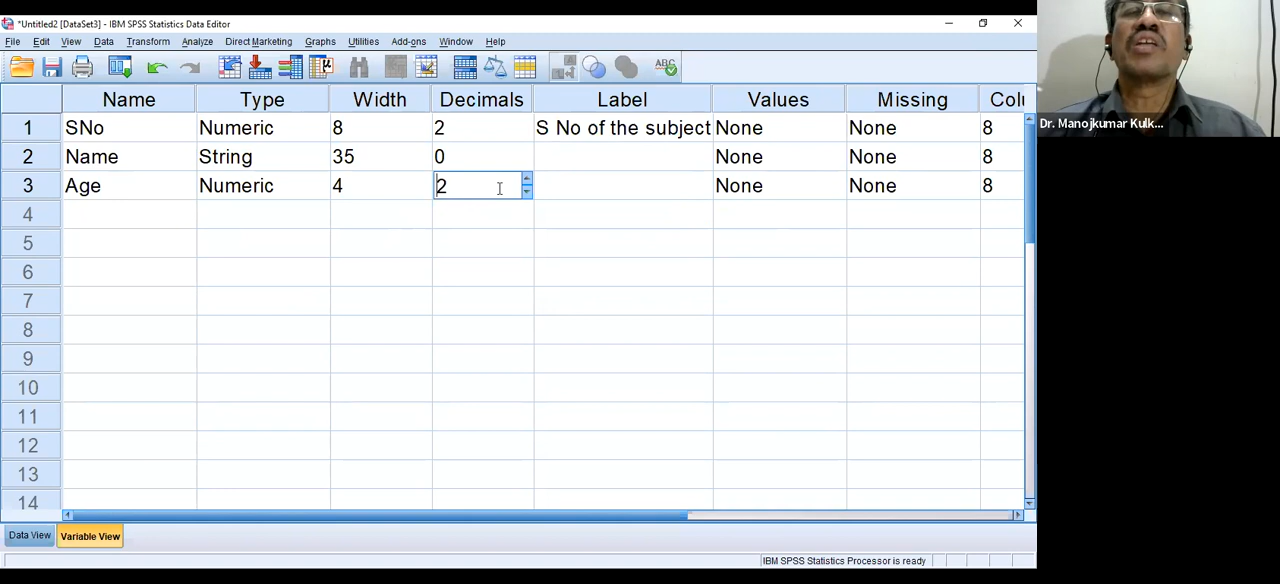 *Untitled2 [DataSet3] - IBM SPSS Statistics Data Editor
File Edit View Data Transform Analyze Direct Marketing Graphs Utilities Add-ons Window Help
ABC
Name Type Width Decimals Label Values Missing Colu
1 SNo Numeric 8 2 S No of the subject None None 8
2 Name String 35 0 None None 8
3 Age Numeric 4 2 None None 8
4
5
6
7
8
9
10
11
12
13
14
Data View Variable View
IBM SPSS Statistics Processor is ready
Dr. Manojkumar Kulk...